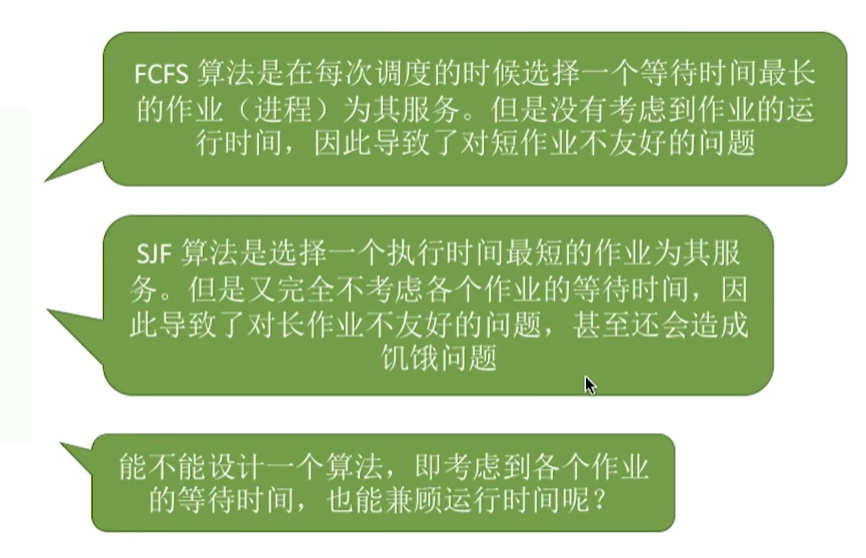 FCFS 算法是在每次调度的时候选择一个等待时间最长
的作业（进程）为其服务。但是没有考虑到作业的运
行时间，因此导致了对短作业不友好的问题
SJF 算法是选择一个执行时间最短的作业为其服
务。但是又完全不考虑各个作业的等待时间，因
此导致了对长作业不友好的问题，甚至还会造成
饥饿问题
能不能设计一个算法，即考虑到各个作业
的等待时间，也能兼顾运行时间呢？